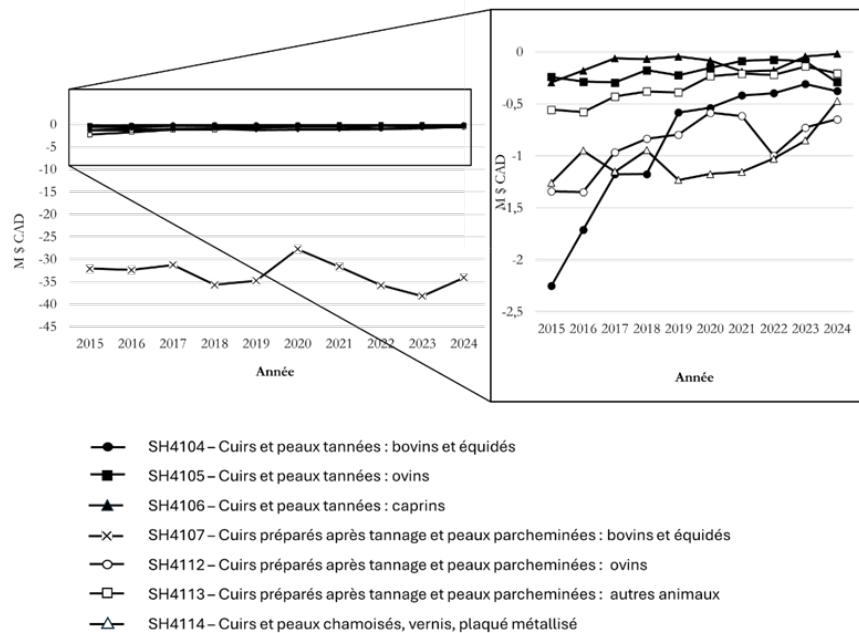 0
-5
-10
-15
-20
-25
-30
-35
-40
-45
M $ CAD
2015 2016 2017 2018 2019 2020 2021 2022 2023 2024
Année
0
-0,5
-1
-1,5
-2
-2,5
M $ CAD
2015 2016 2017 2018 2019 2020 2021 2022 2023 2024
Année
SH4104 – Cuirs et peaux tannées : bovins et équidés
SH4105 – Cuirs et peaux tannées : ovins
SH4106 – Cuirs et peaux tannées : caprins
SH4107 – Cuirs préparés après tannage et peaux parcheminées : bovins et équidés
SH4112 – Cuirs préparés après tannage et peaux parcheminées : ovins
SH4113 – Cuirs préparés après tannage et peaux parcheminées : autres animaux
SH4114 – Cuirs et peaux chamoisés, vernis, plaqué métallisé